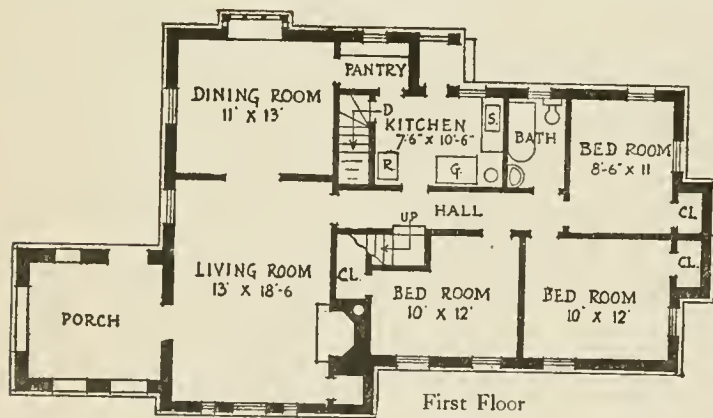 PANTRY
DINING ROOM
11' X 13'
D
KITCHEN
7'-6" X 10'-6"
S.
BATH
BED ROOM
8'-6" X 11
R.
G.
HALL
UP
CL.
CL.
LIVING ROOM
13' X 18'-6
CL.
BED ROOM
10' X 12'
BED ROOM
10' X 12'
PORCH
First Floor